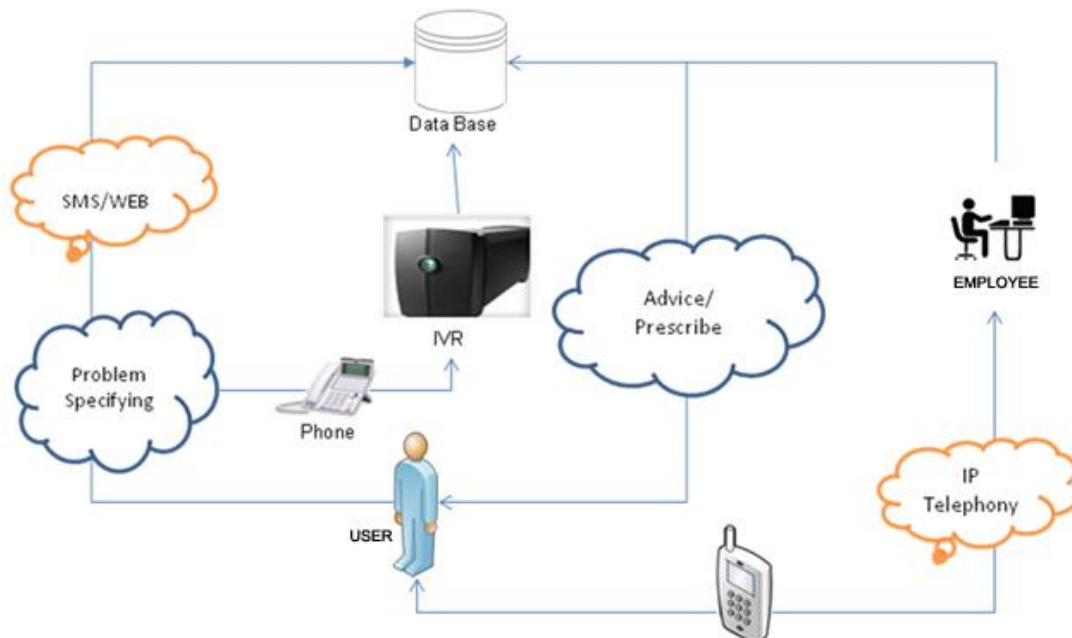 Data Base
SMS/WEB
IVR
Advice/
Prescribe
EMPLOYEE
Problem
Specifying
Phone
USER
IP
Telephony